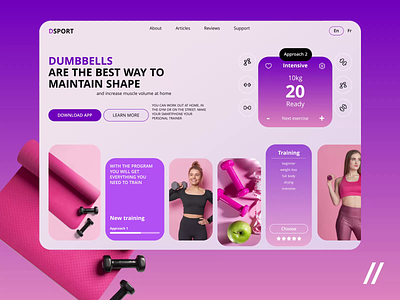 DSPORT
About
Articles
Reviews
Support
En
Fr
DUMBBELLS
ARE THE BEST WAY TO
MAINTAIN SHAPE
and increase muscle volume at home
DOWNLOAD APP
LEARN MORE
YOU CAN WORK OUT AT HOME, IN
THE GYM OR ON THE STREET. MAKE
YOUR SMARTPHONE YOUR
PERSONAL TRAINER
Approach 2
Intensive
10kg
20
Ready
- Next exercise +
WITH THE PROGRAM
YOU WILL GET
EVERYTHING YOU
NEED TO TRAIN
New training
Approach 1
Training
beginner
weight loss
full body
drying
exercise
Choose